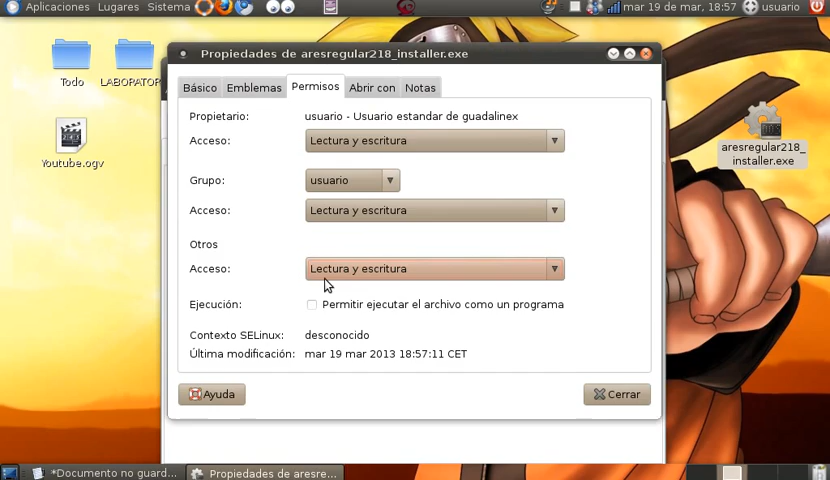 Aplicaciones Lugares Sistema mar 19 de mar, 18:57 usuario
Propiedades de aresregular218_installer.exe
Todo
LABORATOR
Youtube.ogv
Básico Emblemas Permisos Abrir con Notas
Propietario: usuario - Usuario estandar de guadalinex
Acceso: Lectura y escritura
Grupo: usuario
Acceso: Lectura y escritura
Otros
Acceso: Lectura y escritura
Ejecución: Permitir ejecutar el archivo como un programa
Contexto SELinux: desconocido
Última modificación: mar 19 mar 2013 18:57:11 CET
Ayuda Cerrar
aresregular218_
installer.exe
*Documento no guard... Propiedades de aresre...